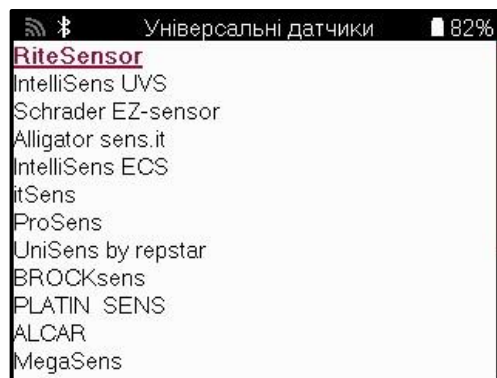 Універсальні датчики 82%
RiteSensor
IntelliSens UVS
Schrader EZ-sensor
Alligator sens.it
IntelliSens ECS
itSens
ProSens
UniSens by repstar
BROCKsens
PLATIN SENS
ALCAR
MegaSens